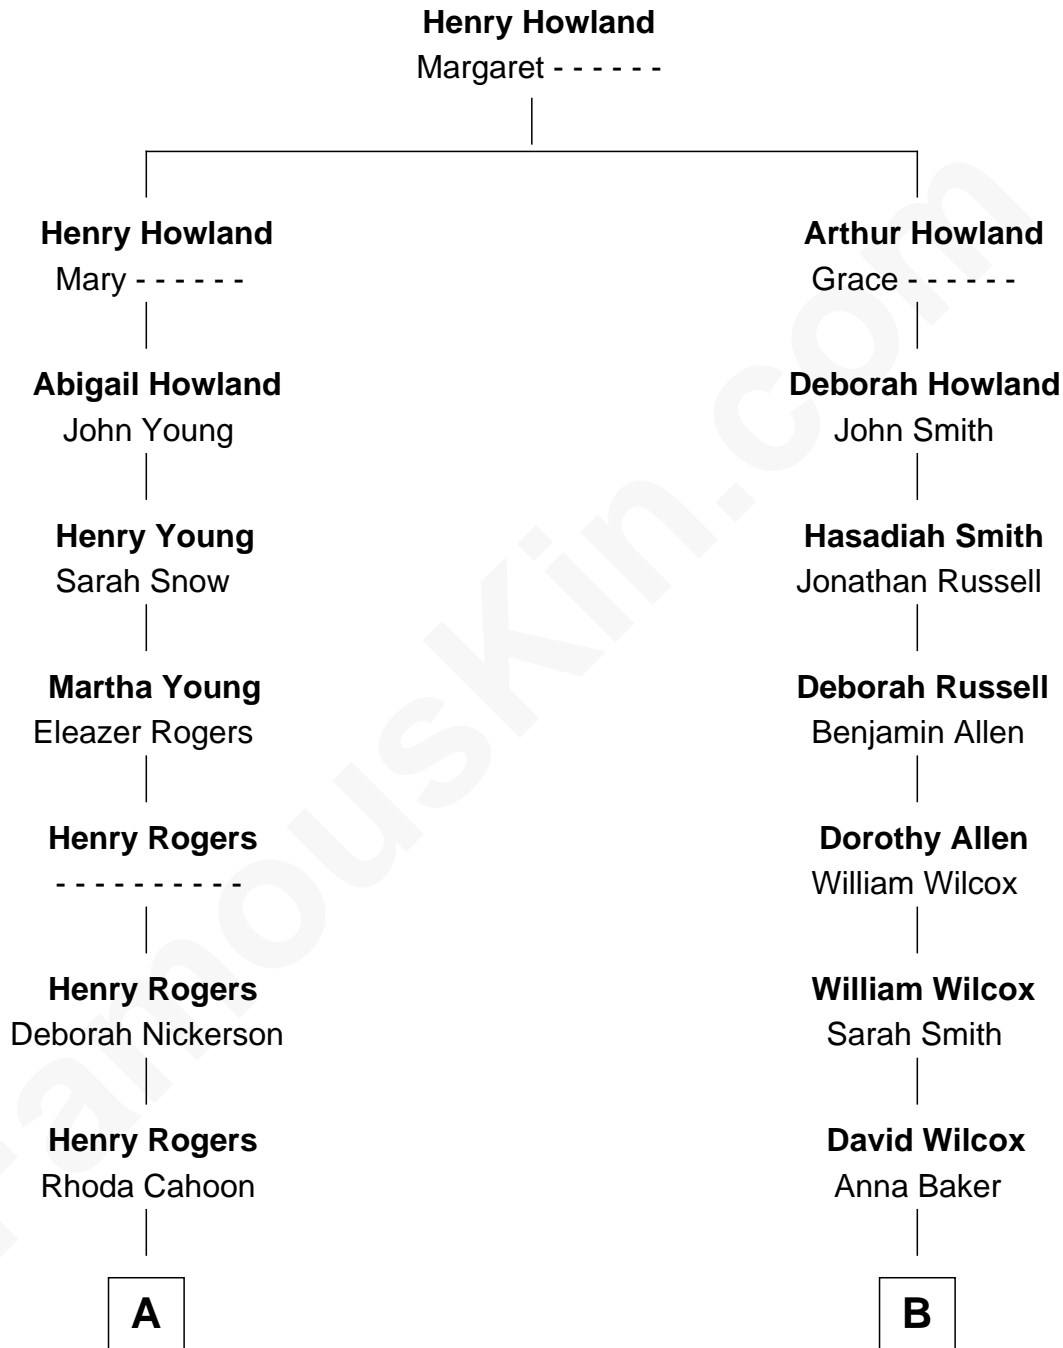 Henry Howland
Margaret - - - - - -
Henry Howland
Mary - - - - - -
Abigail Howland
John Young
Henry Young
Sarah Snow
Martha Young
Eleazer Rogers
Henry Rogers
- - - - - - - - - -
Henry Rogers
Deborah Nickerson
Henry Rogers
Rhoda Cahoon
A
Arthur Howland
Grace - - - - - -
Deborah Howland
John Smith
Hasadiah Smith
Jonathan Russell
Deborah Russell
Benjamin Allen
Dorothy Allen
William Wilcox
William Wilcox
Sarah Smith
David Wilcox
Anna Baker
B
FamousKin.com